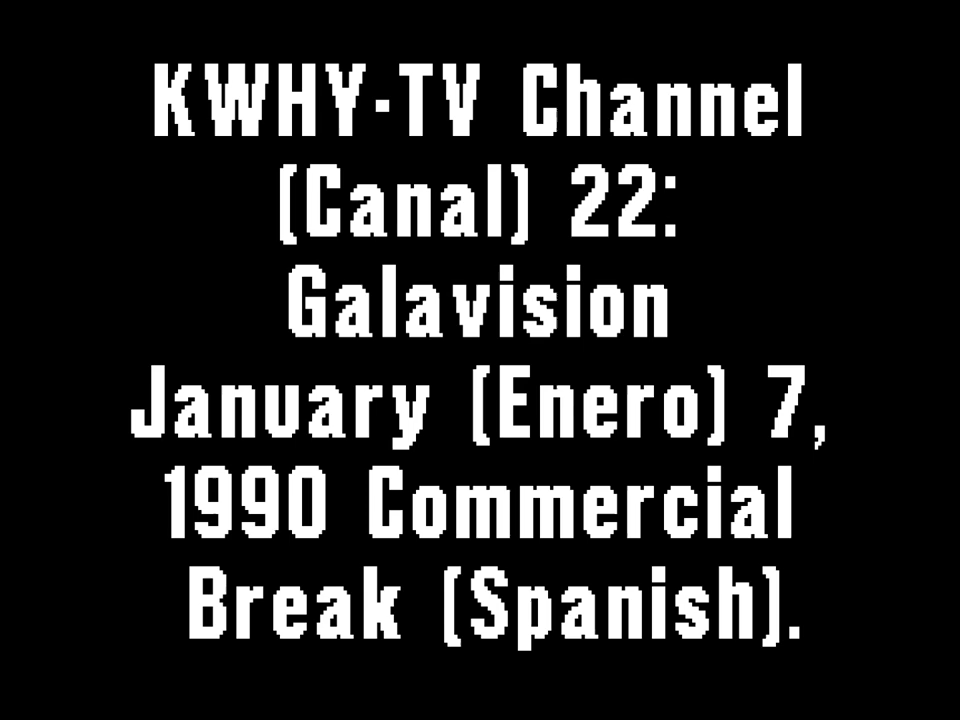 KWHY-TV Channel
(Canal) 22:
Galavision
January (Enero) 7,
1990 Commercial
Break (Spanish).